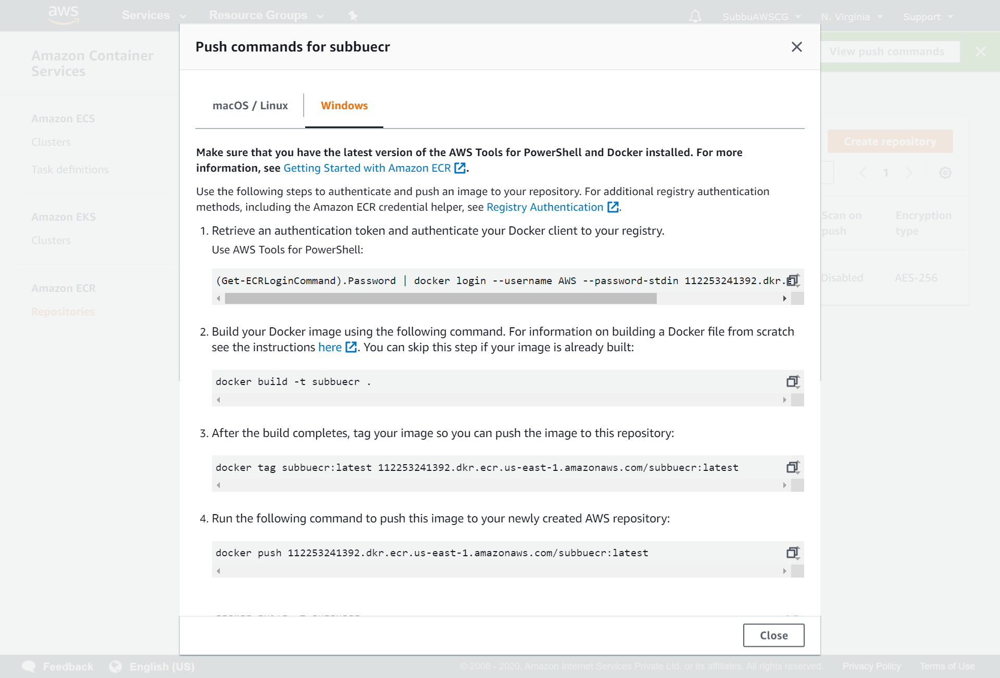 aws
Services
Resource Groups
SubbuAWSCG
N. Virginia
Support
Amazon Container
Services
Amazon ECS
Clusters
Task definitions
Amazon EKS
Clusters
Amazon ECR
Repositories
View push commands
Create repository
1
Scan on
push
Encryption
type
Disabled
AES-256
Push commands for subbuecr
macOS / Linux
Windows
Make sure that you have the latest version of the AWS Tools for PowerShell and Docker installed. For more
information, see Getting Started with Amazon ECR.
Use the following steps to authenticate and push an image to your repository. For additional registry authentication
methods, including the Amazon ECR credential helper, see Registry Authentication.
1. Retrieve an authentication token and authenticate your Docker client to your registry.
Use AWS Tools for PowerShell:
(Get-ECRLoginCommand).Password | docker login --username AWS --password-stdin 112253241392.dkr.
2. Build your Docker image using the following command. For information on building a Docker file from scratch
see the instructions here. You can skip this step if your image is already built:
docker build -t subbuecr .
3. After the build completes, tag your image so you can push the image to this repository:
docker tag subbuecr:latest 112253241392.dkr.ecr.us-east-1.amazonaws.com/subbuecr:latest
4. Run the following command to push this image to your newly created AWS repository:
docker push 112253241392.dkr.ecr.us-east-1.amazonaws.com/subbuecr:latest
Close
Feedback
English (US)
© 2008 - 2020, Amazon Internet Services Private Ltd. or its affiliates. All rights reserved.
Privacy Policy
Terms of Use